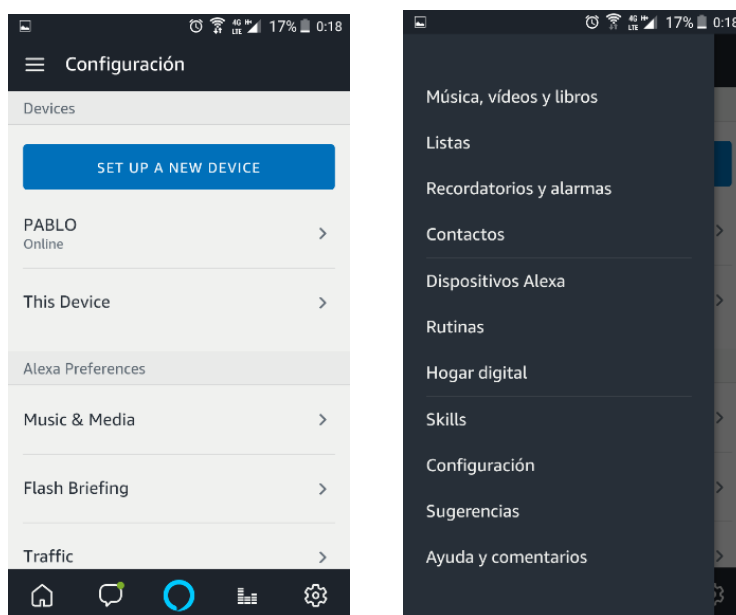 17% 0:18
Configuración
Devices
SET UP A NEW DEVICE
PABLO
Online
This Device
Alexa Preferences
Music & Media
Flash Briefing
Traffic
4G LTE H+ 17% 0:18
Música, vídeos y libros
Listas
Recordatorios y alarmas
Contactos
Dispositivos Alexa
Rutinas
Hogar digital
Skills
Configuración
Sugerencias
Ayuda y comentarios